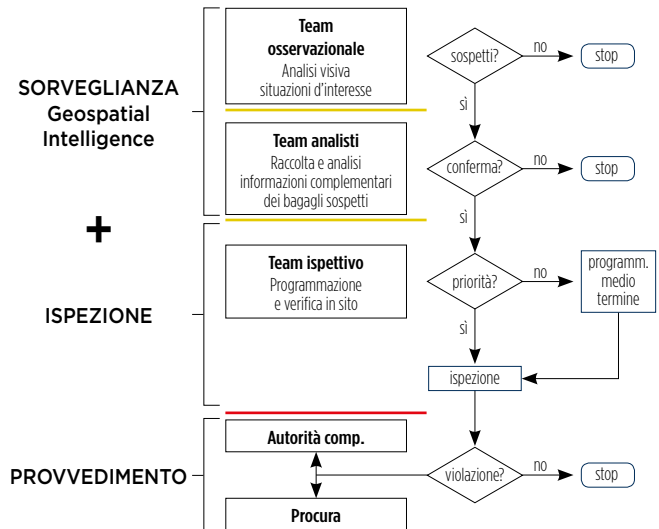 SORVEGLIANZA
Geospatial
Intelligence
+
ISPEZIONE
PROVVEDIMENTO
Team
osservazionale
Analisi visiva
situazioni d'interesse
Team analisti
Raccolta e analisi
informazioni complementari
dei bagagli sospetti
Team ispettivo
Programmazione
e verifica in sito
Autorità comp.
Procura
sospetti?
no
stop
sì
conferma?
no
stop
sì
priorità?
no
programm.
medio
termine
sì
ispezione
violazione?
no
stop